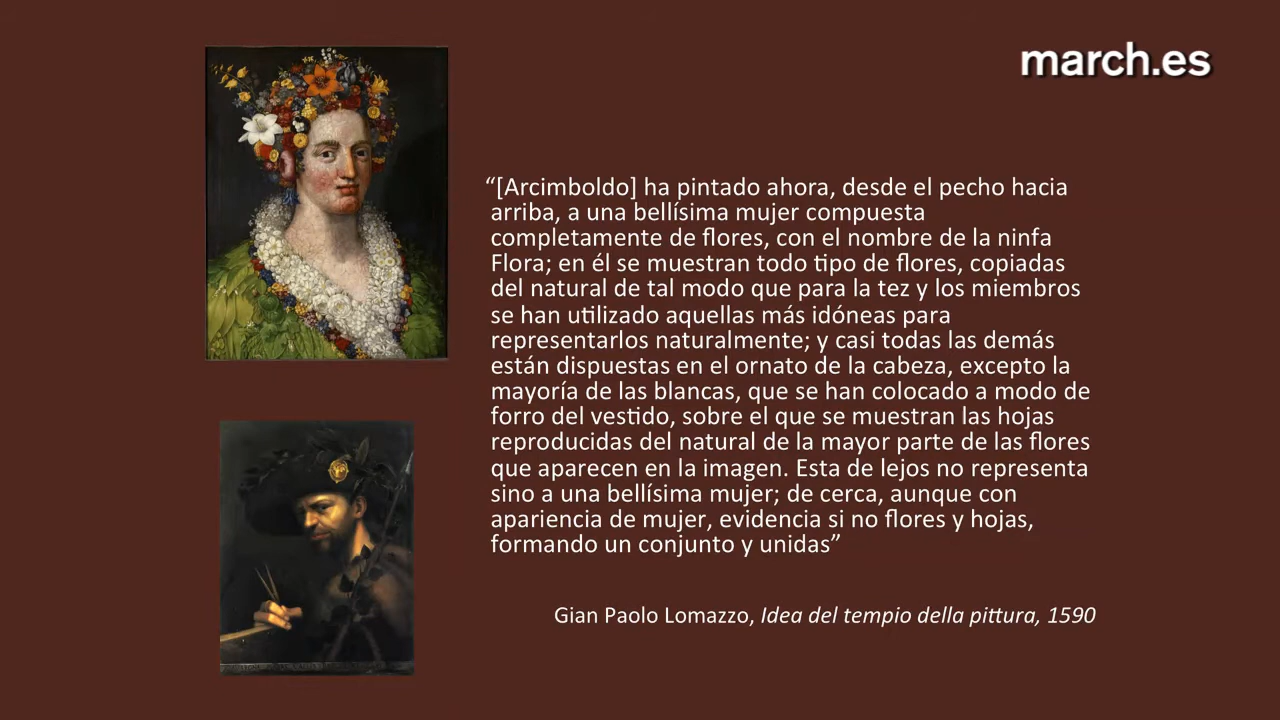 march.es
“[Arcimboldo] ha pintado ahora, desde el pecho hacia
arriba, a una bellísima mujer compuesta
completamente de flores, con el nombre de la ninfa
Flora; en él se muestran todo tipo de flores, copiadas
del natural de tal modo que para la tez y los miembros
se han utilizado aquellas más idóneas para
representarlos naturalmente; y casi todas las demás
están dispuestas en el ornato de la cabeza, excepto la
mayoría de las blancas, que se han colocado a modo de
forro del vestido, sobre el que se muestran las hojas
reproducidas del natural de la mayor parte de las flores
que aparecen en la imagen. Esta de lejos no representa
sino a una bellísima mujer; de cerca, aunque con
apariencia de mujer, evidencia si no flores y hojas,
formando un conjunto y unidas”
Gian Paolo Lomazzo, Idea del tempio della pittura, 1590